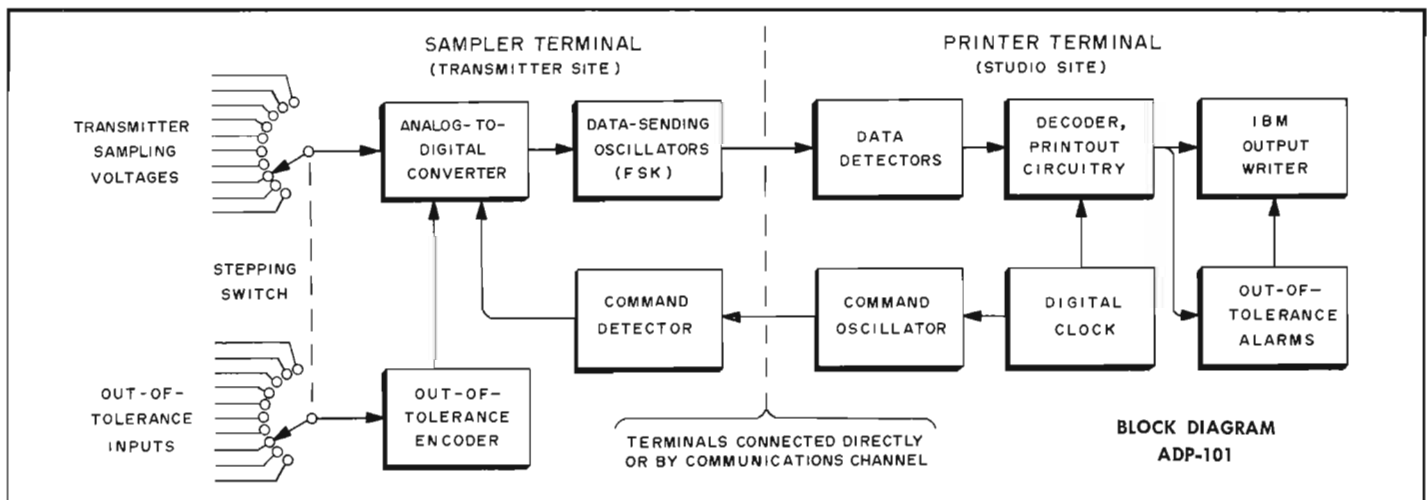 SAMPLER TERMINAL
(TRANSMITTER SITE)
PRINTER TERMINAL
(STUDIO SITE)
TRANSMITTER
SAMPLING
VOLTAGES
ANALOG-TO-
DIGITAL
CONVERTER
DATA-SENDING
OSCILLATORS
(FSK)
DATA
DETECTORS
DECODER,
PRINTOUT
CIRCUITRY
IBM
OUTPUT
WRITER
STEPPING
SWITCH
COMMAND
DETECTOR
COMMAND
OSCILLATOR
DIGITAL
CLOCK
OUT-OF-
TOLERANCE
ALARMS
OUT-OF-
TOLERANCE
INPUTS
OUT-OF-
TOLERANCE
ENCODER
TERMINALS CONNECTED DIRECTLY
OR BY COMMUNICATIONS CHANNEL
BLOCK DIAGRAM
ADP-101